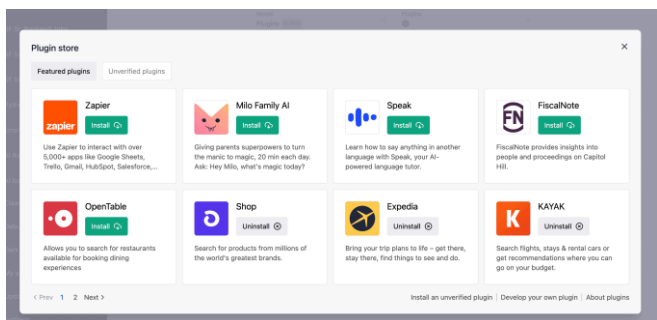 Plugin store
Featured plugins
Unverified plugins
Zapier
zapier
Install
Use Zapier to interact with over
5,000+ apps like Google Sheets,
Trello, Gmail, HubSpot, Salesforce,...
Milo Family AI
Install
Giving parents superpowers to turn
the manic to magic, 20 min each day.
Ask: Hey Milo, what's magic today?
Speak
Install
Learn how to say anything in another
language with Speak, your AI-
powered language tutor.
FiscalNote
FN
Install
FiscalNote provides insights into
people and proceedings on Capitol
Hill.
OpenTable
Install
Allows you to search for restaurants
available for booking dining
experiences
Shop
Uninstall
Search for products from millions of
the world's greatest brands.
Expedia
Uninstall
Bring your trip plans to life – get there,
stay there, find things to see and do.
KAYAK
K
Uninstall
Search flights, stays & rental cars or
get recommendations where you can
go on your budget.
< Prev 1 2 Next >
Install an unverified plugin | Develop your own plugin | About plugins